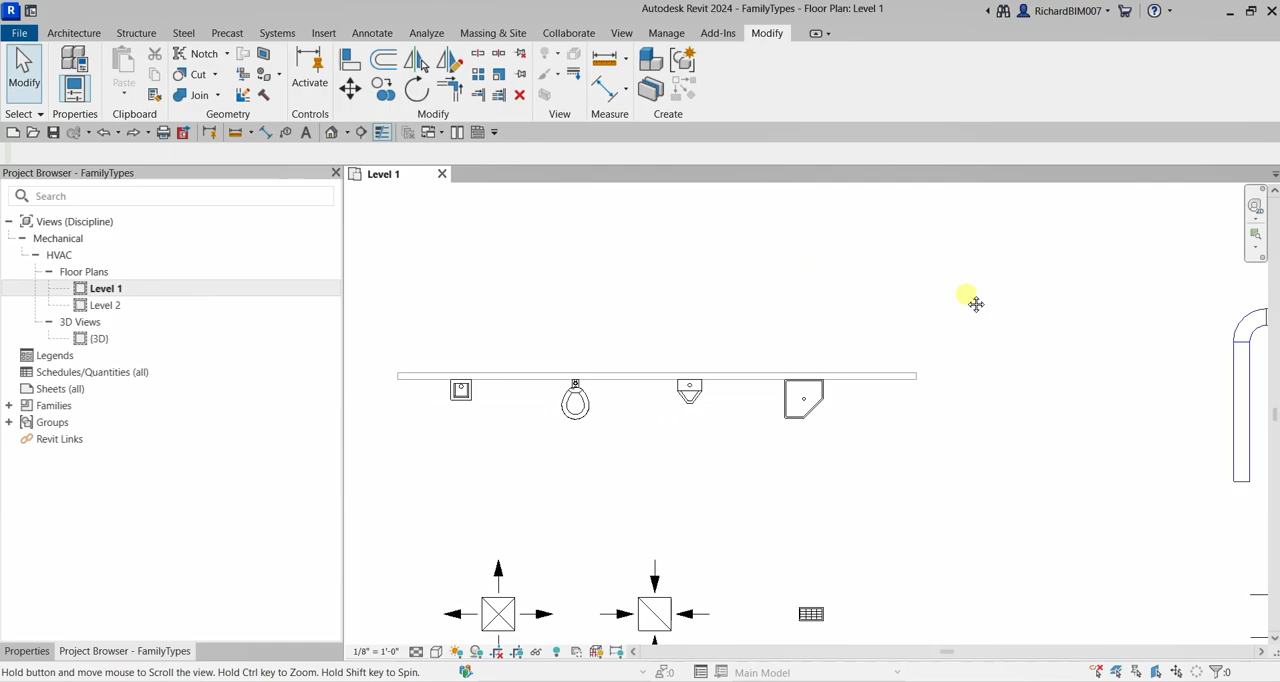 R
Autodesk Revit 2024 - FamilyTypes - Floor Plan: Level 1
RichardBIM007
File
Architecture
Structure
Steel
Precast
Systems
Insert
Annotate
Analyze
Massing & Site
Collaborate
View
Manage
Add-Ins
Modify
Modify
Paste
Notch
Cut
Join
Activate
Select
Properties
Clipboard
Geometry
Controls
Modify
View
Measure
Create
Project Browser - FamilyTypes
Level 1
Search
Views (Discipline)
Mechanical
HVAC
Floor Plans
Level 1
Level 2
3D Views
{3D}
Legends
Schedules/Quantities (all)
Sheets (all)
Families
Groups
Revit Links
Properties
Project Browser - FamilyTypes
1/8" = 1'-0"
Hold button and move mouse to Scroll the view. Hold Ctrl key to Zoom. Hold Shift key to Spin.
:0
Main Model
:0